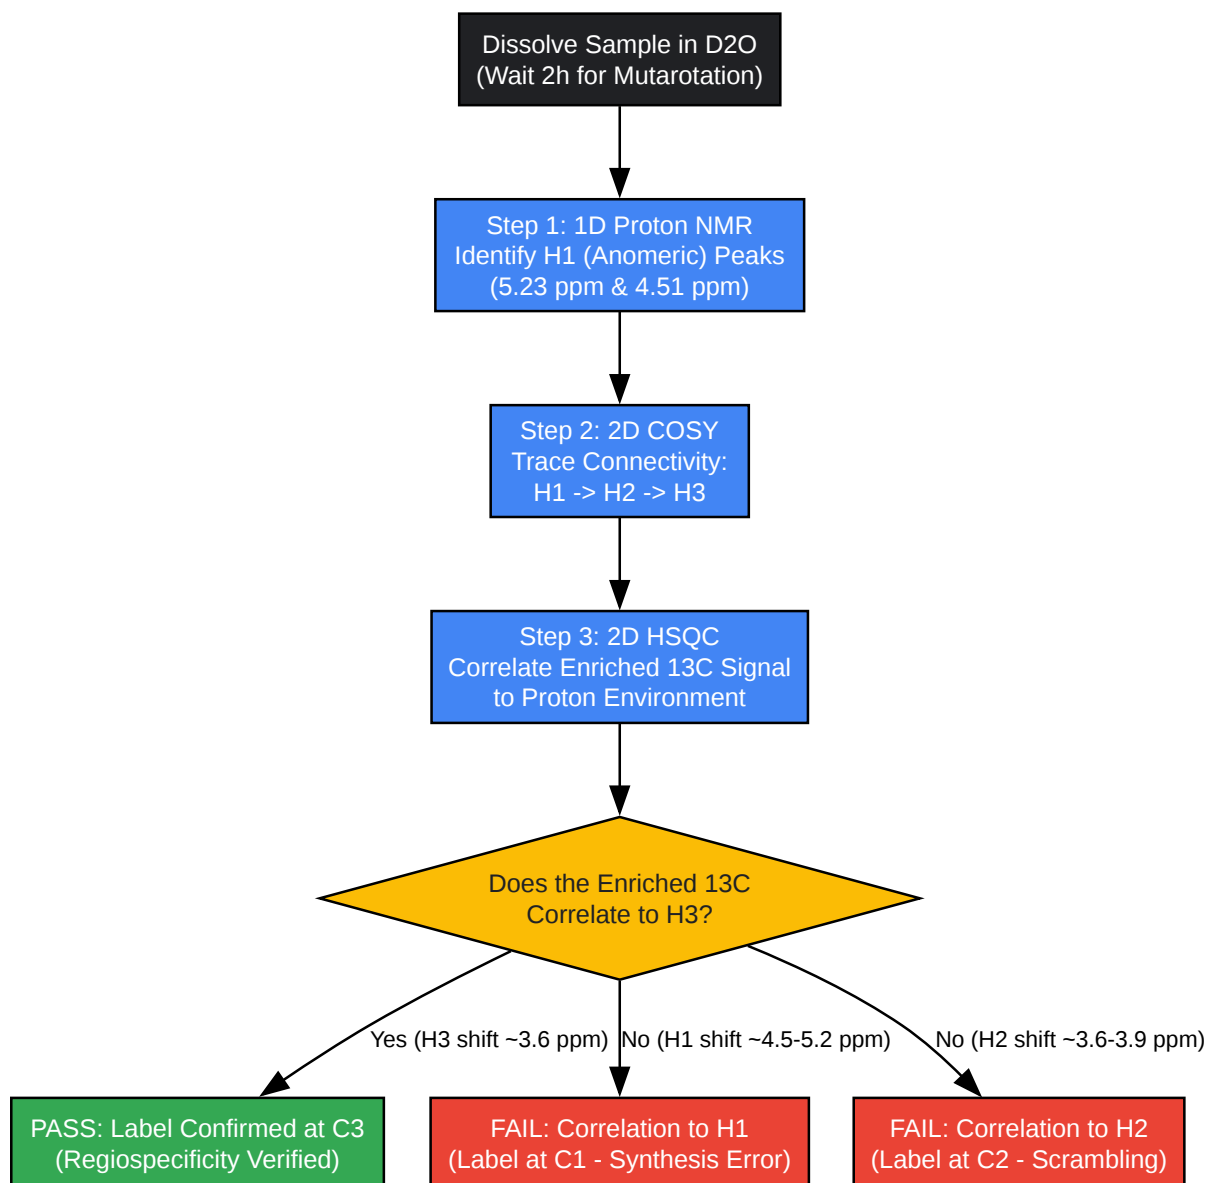 Dissolve Sample in D2O
(Wait 2h for Mutarotation)
Step 1: 1D Proton NMR
Identify H1 (Anomeric) Peaks
(5.23 ppm & 4.51 ppm)
Step 2: 2D COSY
Trace Connectivity:
H1 -> H2 -> H3
Step 3: 2D HSQC
Correlate Enriched 13C Signal
to Proton Environment
Does the Enriched 13C
Correlate to H3?
Yes (H3 shift ~3.6 ppm)
No (H1 shift ~4.5-5.2 ppm)
No (H2 shift ~3.6-3.9 ppm)
PASS: Label Confirmed at C3
(Regiospecificity Verified)
FAIL: Correlation to H1
(Label at C1 - Synthesis Error)
FAIL: Correlation to H2
(Label at C2 - Scrambling)